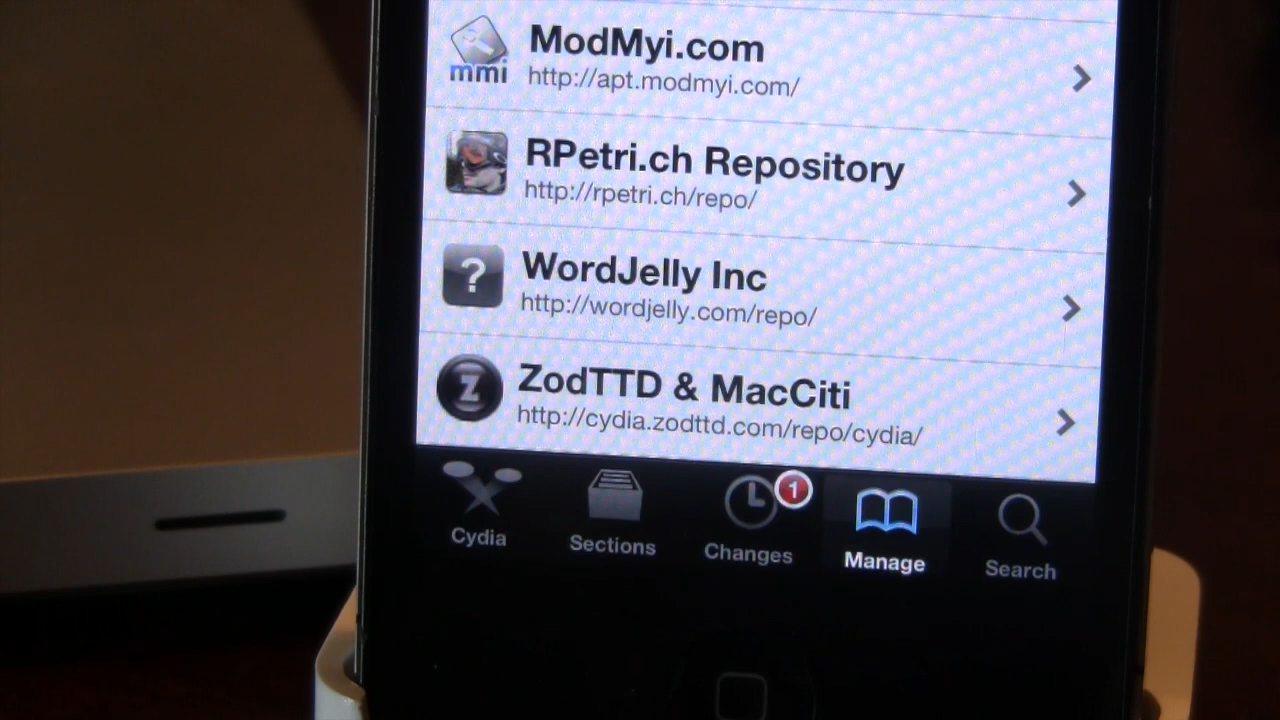 ModMyi.com
mmi
http://apt.modmyi.com/
RPetri.ch Repository
http://rpetri.ch/repo/
?
WordJelly Inc
http://wordjelly.com/repo/
Z
ZodTTD & MacCiti
http://cydia.zodttd.com/repo/cydia/
1
Cydia
Sections
Changes
Manage
Search